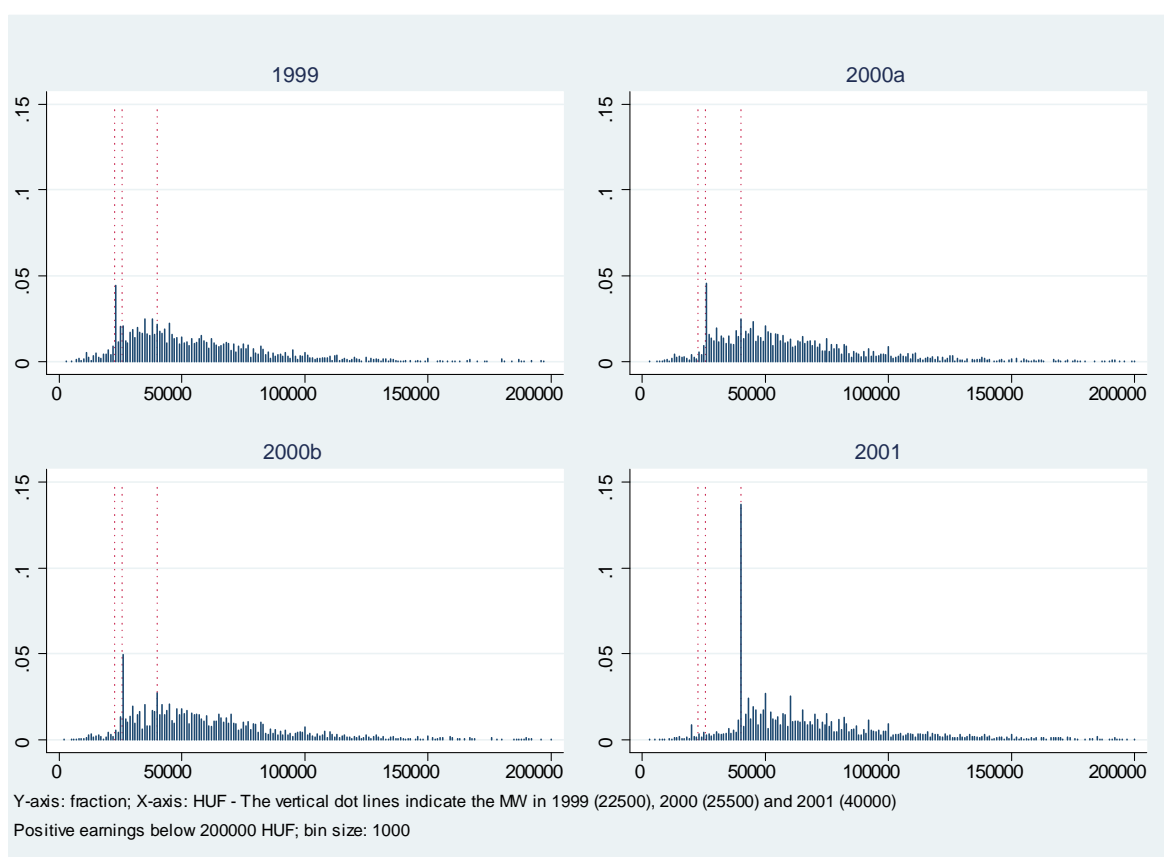 1999
.15
.1
.05
0
0 50000 100000 150000 200000
2000a
.15
.1
.05
0
0 50000 100000 150000 200000
2000b
.15
.1
.05
0
0 50000 100000 150000 200000
2001
.15
.1
.05
0
0 50000 100000 150000 200000
Y-axis: fraction; X-axis: HUF - The vertical dot lines indicate the MW in 1999 (22500), 2000 (25500) and 2001 (40000)
Positive earnings below 200000 HUF; bin size: 1000